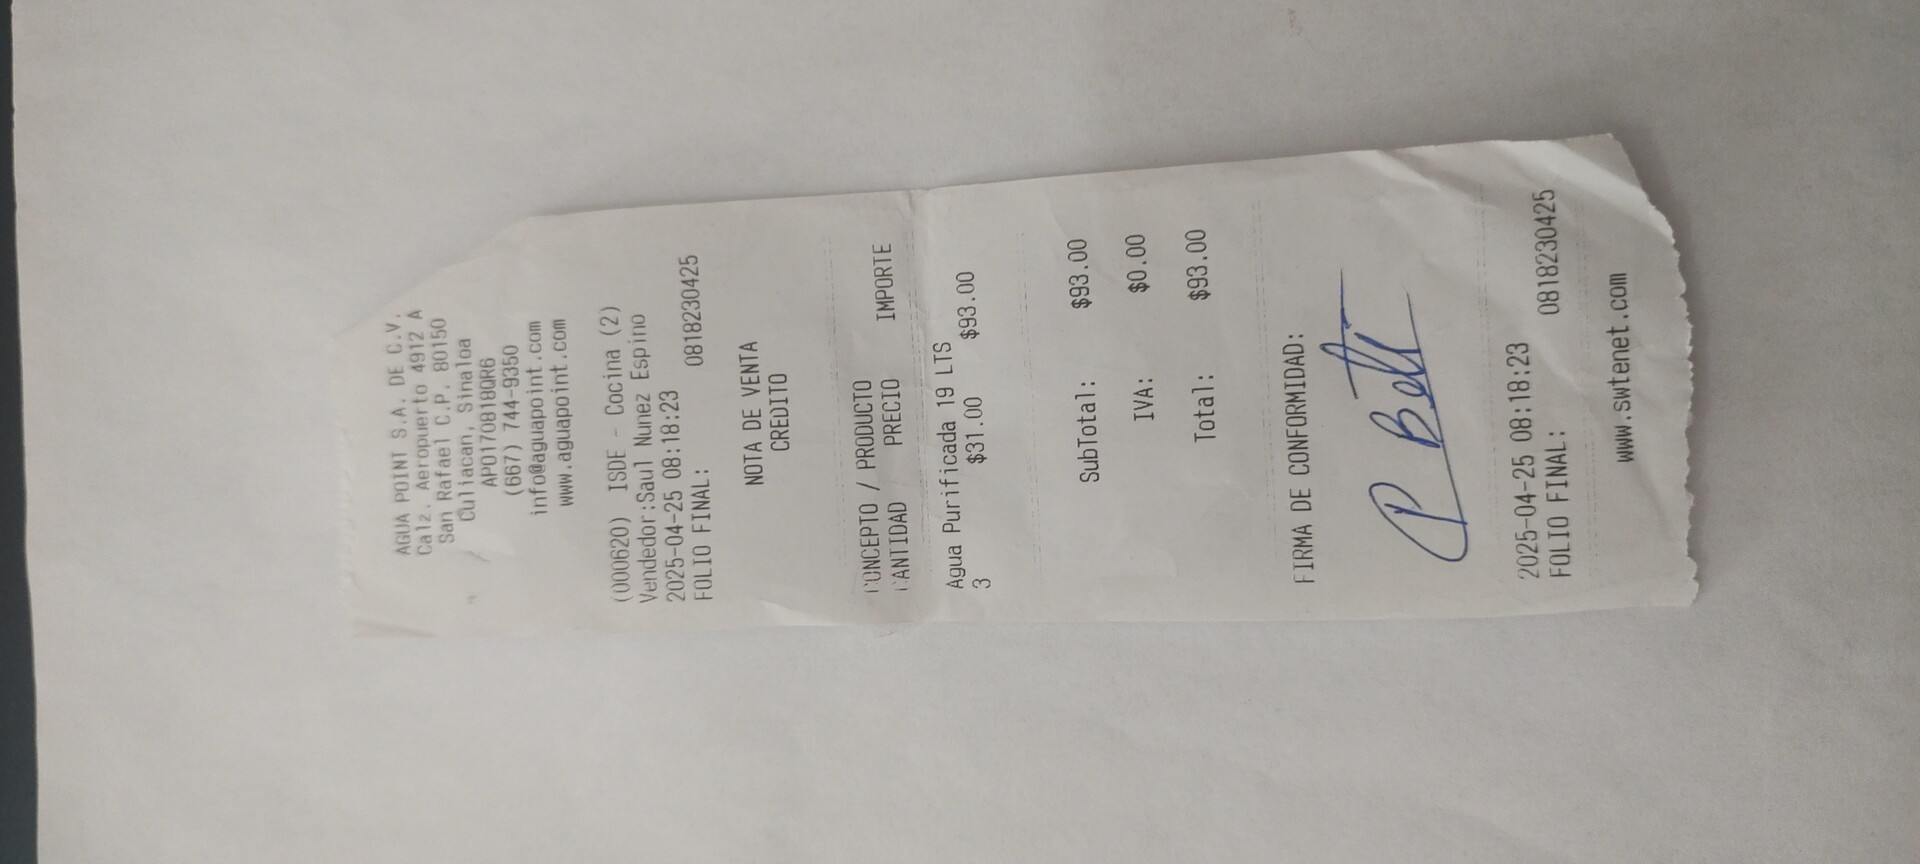 AGUA POINT S.A. DE C.V.
Calz. Aeropuerto 4912 A
San Rafael C.P. 80150
Culiacan, Sinaloa
APO170818QR6
(667) 744-9350
info@aguapoint.com
www.aguapoint.com
(000620) ISDE - Cocina (2)
Vendedor:Saul Nunez Espino
2025-04-25 08:18:23
FOLIO FINAL: 0818230425
NOTA DE VENTA
CREDITO
CONCEPTO / PRODUCTO
CANTIDAD PRECIO IMPORTE
Agua Purificada 19 LTS
3 $31.00 $93.00
SubTotal: $93.00
IVA: $0.00
Total: $93.00
FIRMA DE CONFORMIDAD:
2025-04-25 08:18:23
FOLIO FINAL: 0818230425
www.swtenet.com